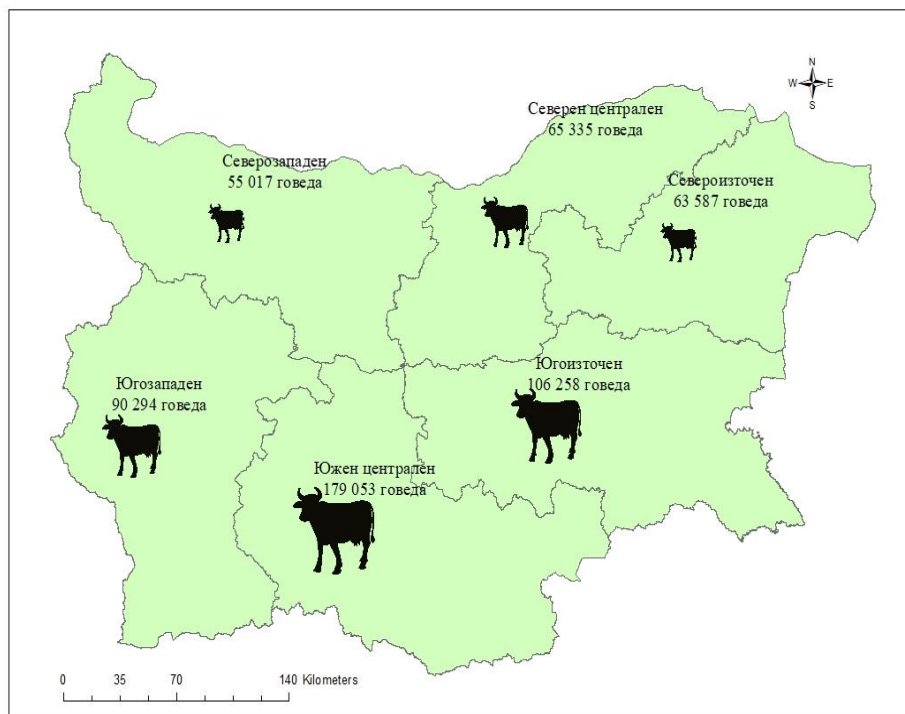 N
W E
S
Северен централен
65 335 говеда
Северозападен
55 017 говеда
Североизточен
63 587 говеда
Югоизточен
106 258 говеда
Югозападен
90 294 говеда
Южен централен
179 053 говеда
0 35 70 140 Kilometers